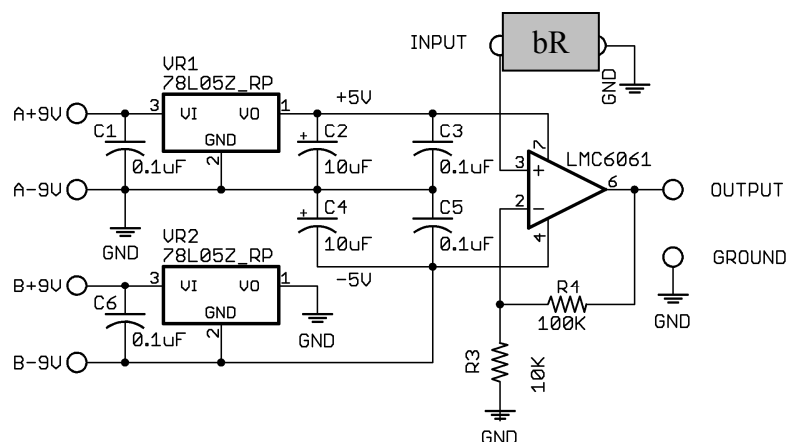 INPUT
bR
GND
VR1
78L05Z_RP
+5V
A+9V
3
VI
VO
1
GND
2
C1
0.1uF
C2
10uF
C3
0.1uF
+
7
LMC6061
3
+
6
2
−
4
OUTPUT
A-9V
GND
C4
10uF
+
C5
0.1uF
VR2
78L05Z_RP
-5V
GROUND
GND
B+9V
3
VI
VO
1
GND
2
C6
0.1uF
GND
B-9V
R4
100K
R3
10K
GND